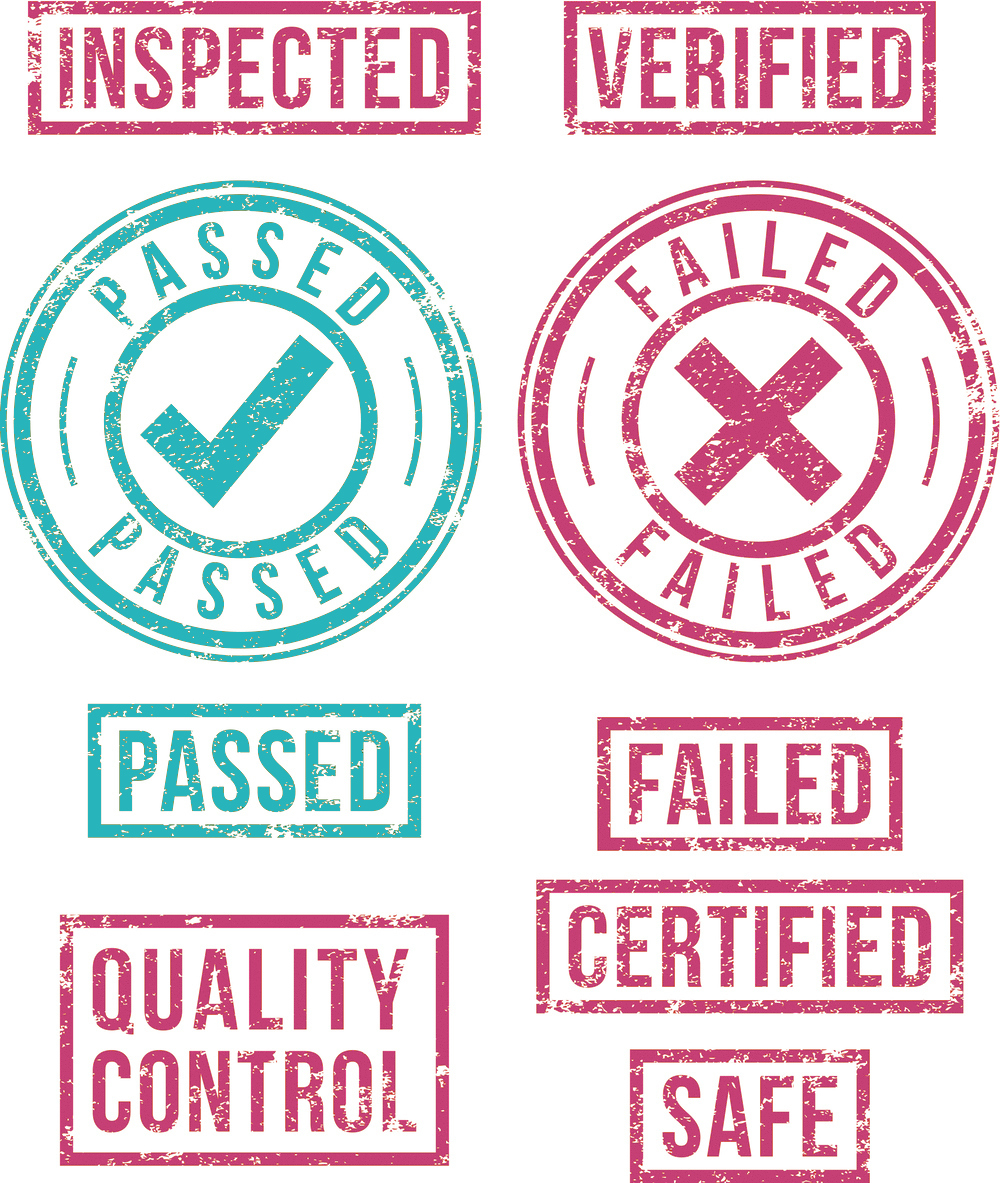 INSPECTED
VERIFIED
PASSED
PASSED
FAILED
FAILED
PASSED
FAILED
CERTIFIED
QUALITY
CONTROL
SAFE